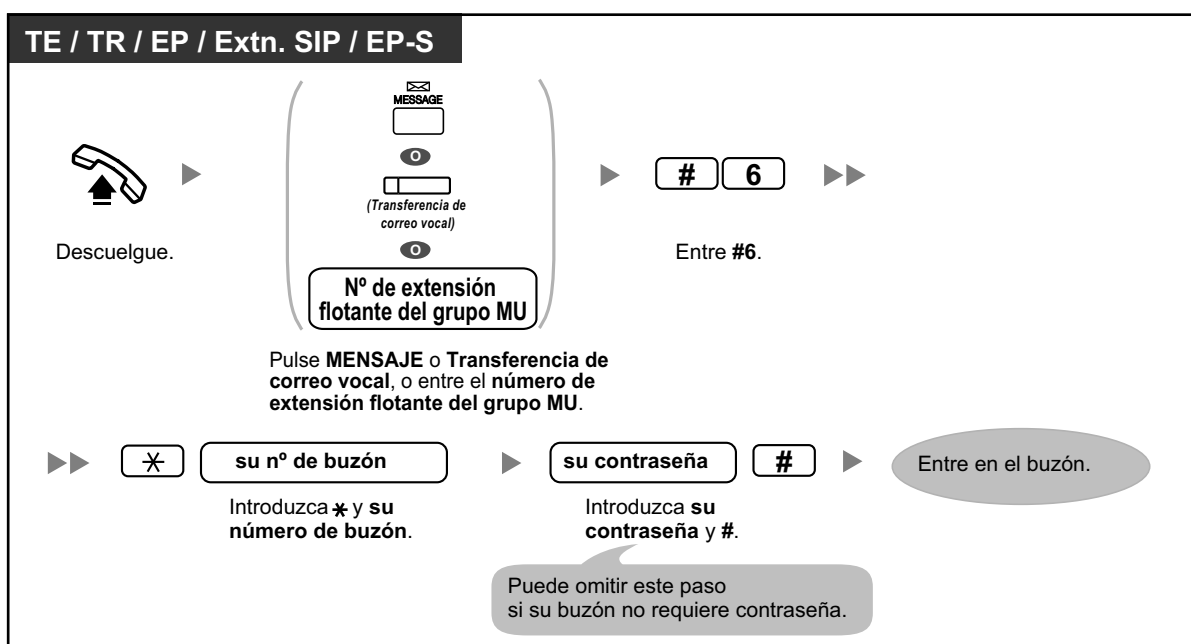 TE / TR / EP / Extn. SIP / EP-S
MESSAGE
O
(Transferencia de
correo vocal)
O
Nº de extensión
flotante del grupo MU
# 6
Descuelgue.
Entre #6.
Pulse MENSAJE o Transferencia de
correo vocal, o entre el número de
extensión flotante del grupo MU.
* su nº de buzón
su contraseña #
Entre en el buzón.
Introduzca * y su
número de buzón.
Introduzca su
contraseña y #.
Puede omitir este paso
si su buzón no requiere contraseña.